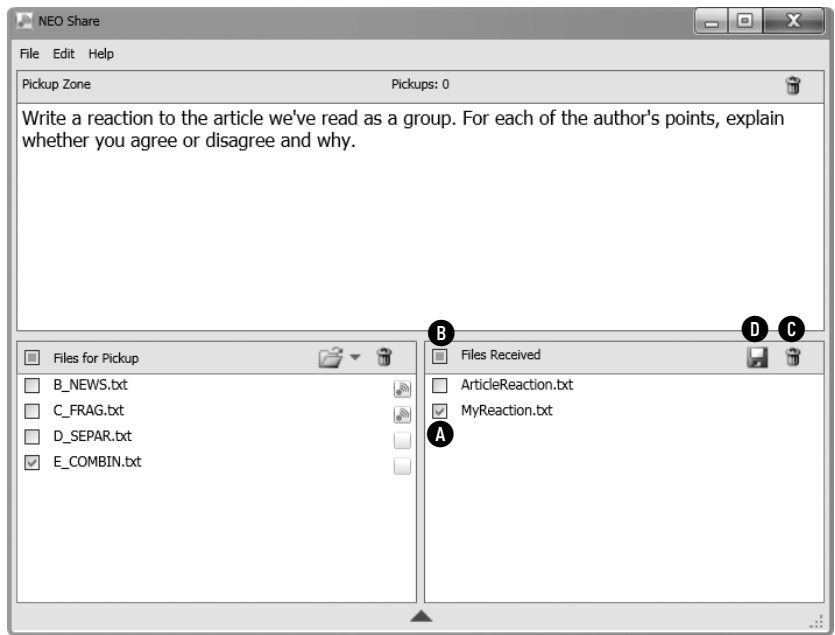 NEO Share
File Edit Help
Pickup Zone Pickups: 0
Write a reaction to the article we've read as a group. For each of the author's points, explain
whether you agree or disagree and why.
B D C
Files for Pickup
B_NEWS.txt
C_FRAG.txt
D_SEPAR.txt
E_COMBIN.txt
Files Received
ArticleReaction.txt
MyReaction.txt
A